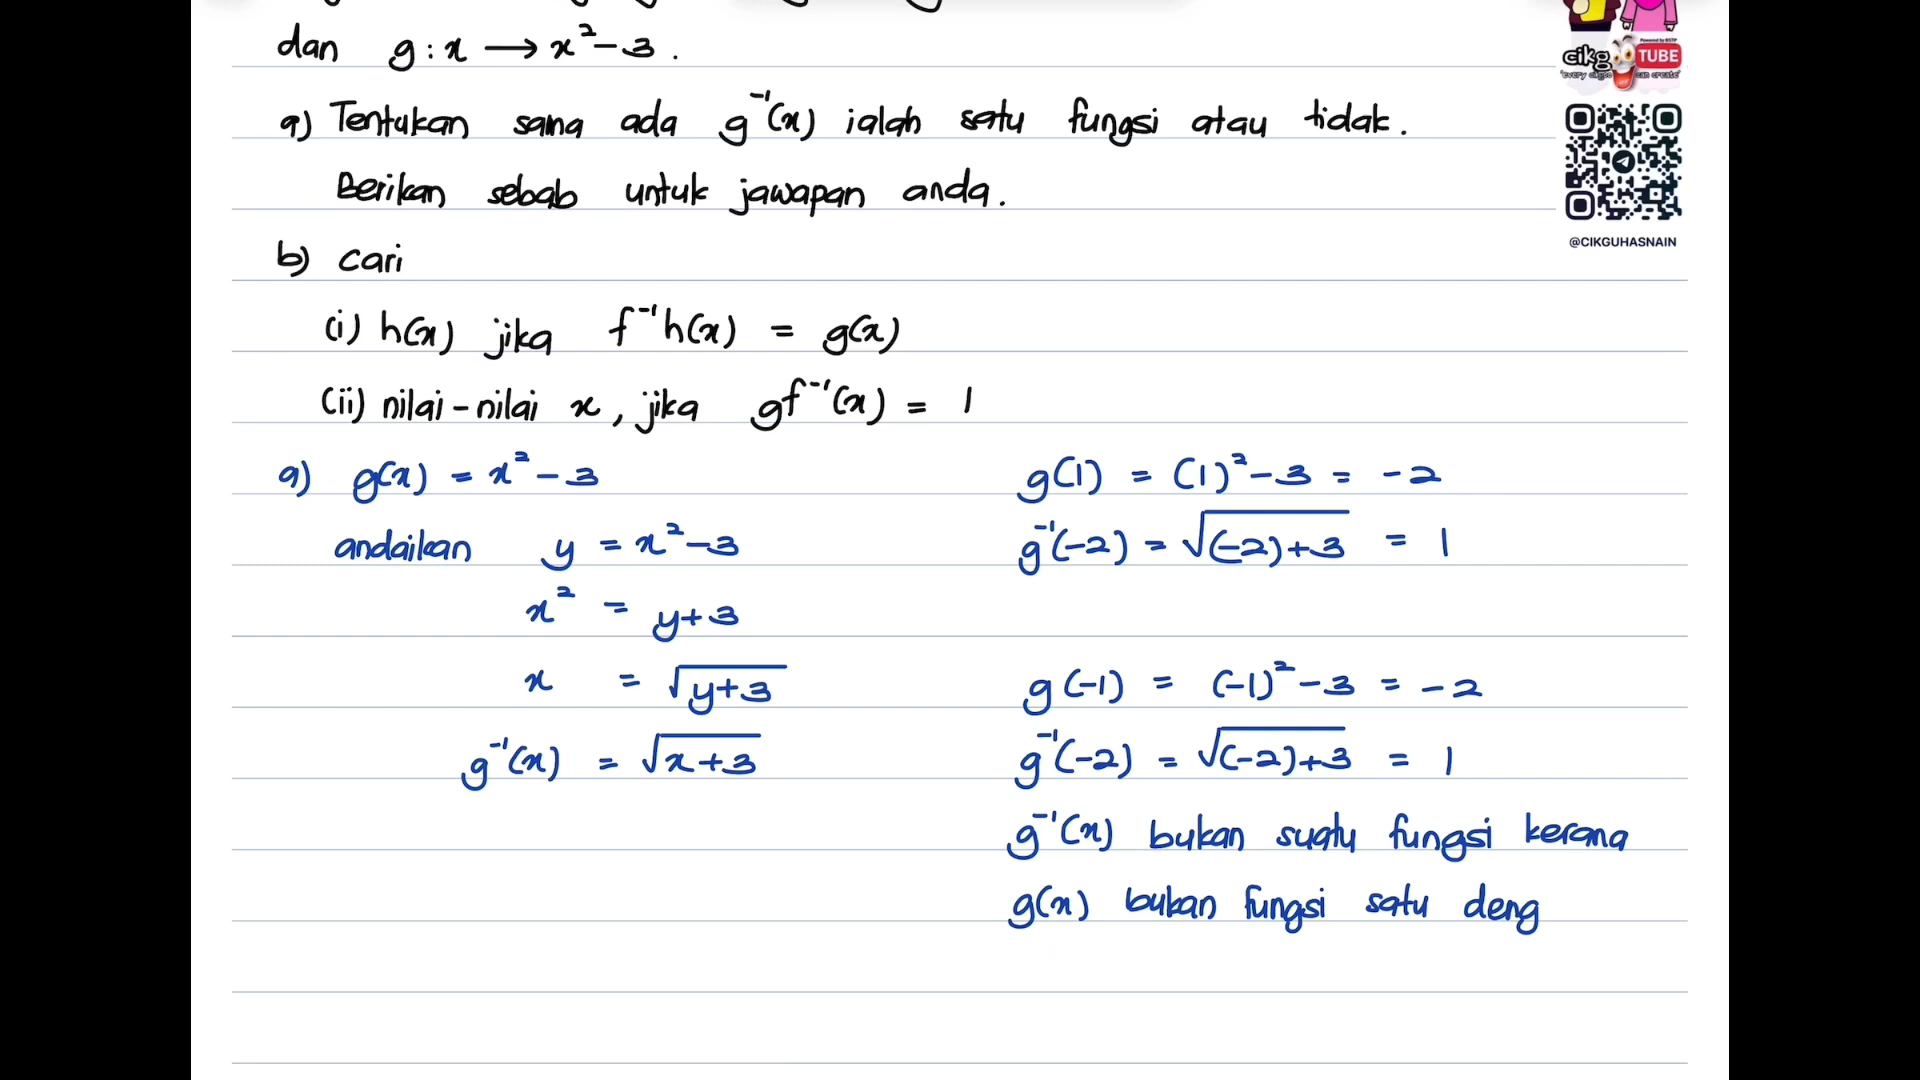 dan g : x → x² – 3 .
a) Tentukan sama ada g⁻¹(x) ialah satu fungsi atau tidak.
Berikan sebab untuk jawapan anda.
b) cari
(i) h(x) jika f⁻¹h(x) = g(x)
(ii) nilai-nilai x, jika gf⁻¹(x) = 1
a) g(x) = x² – 3
andaikan y = x² – 3
x² = y+3
x = √(y+3)
g⁻¹(x) = √(x+3)
g(1) = (1)² – 3 = –2
g⁻¹(–2) = √((–2)+3) = 1
g(–1) = (–1)² – 3 = –2
g⁻¹(–2) = √((–2)+3) = 1
g⁻¹(x) bukan suatu fungsi kerana
g(x) bukan fungsi satu deng
cikg TUBE
@CIKGUHASNAIN